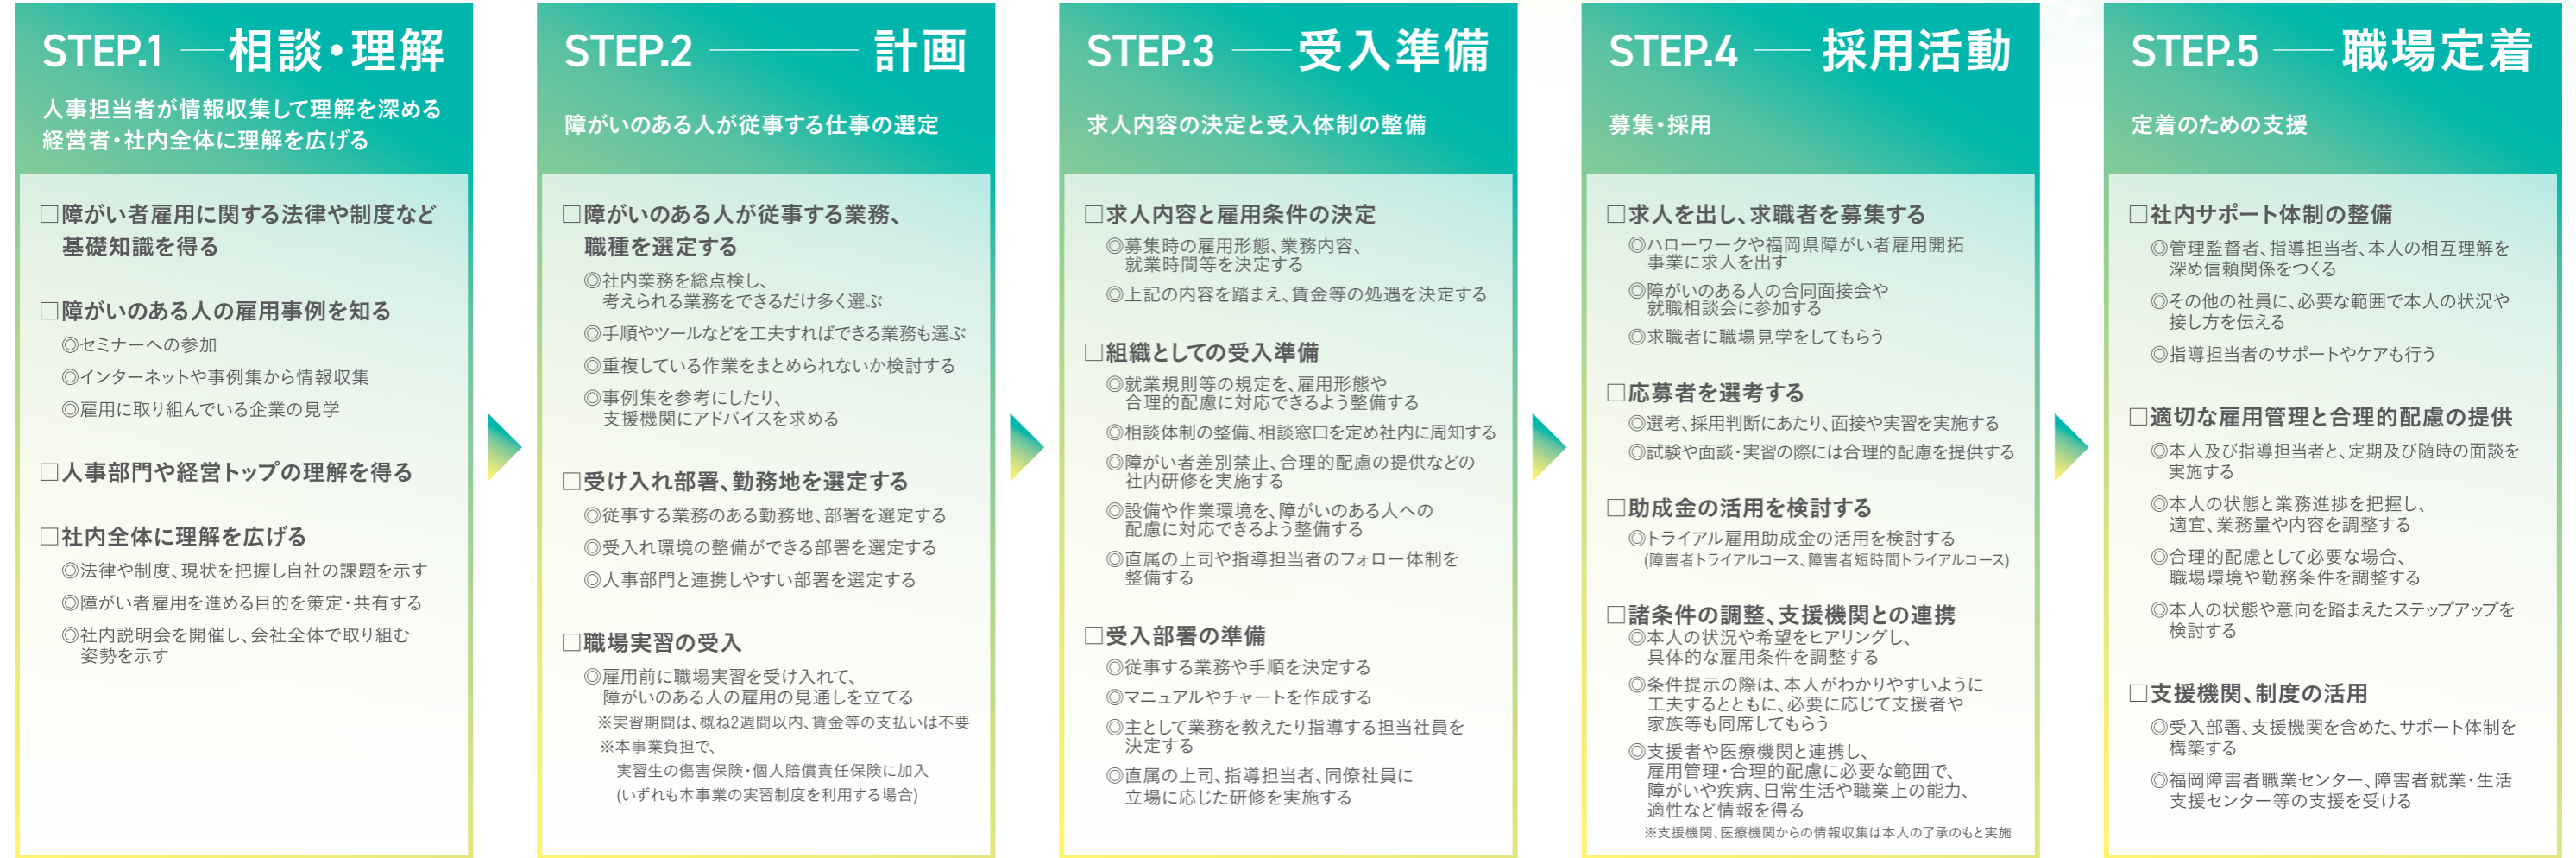 STEP.1 相談・理解
人事担当者が情報収集して理解を深める
経営者・社内全体に理解を広げる
□障がい者雇用に関する法律や制度など
基礎知識を得る
□障がいのある人の雇用事例を知る
◎セミナーへの参加
◎インターネットや事例集から情報収集
◎雇用に取り組んでいる企業の見学
□人事部門や経営トップの理解を得る
□社内全体に理解を広げる
◎法律や制度、現状を把握し自社の課題を示す
◎障がい者雇用を進める目的を策定・共有する
◎社内説明会を開催し、会社全体で取り組む
姿勢を示す
STEP.2 計画
障がいのある人が従事する仕事の選定
□障がいのある人が従事する業務、
職種を選定する
◎社内業務を総点検し、
考えられる業務をできるだけ多く選ぶ
◎手順やツールなどを工夫すればできる業務も選ぶ
◎重複している作業をまとめられないか検討する
◎事例集を参考にしたり、
支援機関にアドバイスを求める
□受け入れ部署、勤務地を選定する
◎従事する業務のある勤務地、部署を選定する
◎受入れ環境の整備ができる部署を選定する
◎人事部門と連携しやすい部署を選定する
□職場実習の受入
◎雇用前に職場実習を受け入れて、
障がいのある人の雇用の見通しを立てる
※実習期間は、概ね2週間以内、賃金等の支払いは不要
※本事業負担で、
実習生の傷害保険・個人賠償責任保険に加入
(いずれも本事業の実習制度を利用する場合)
STEP.3 受入準備
求人内容の決定と受入体制の整備
□求人内容と雇用条件の決定
◎募集時の雇用形態、業務内容、
就業時間等を決定する
◎上記の内容を踏まえ、賃金等の処遇を決定する
□組織としての受入準備
◎就業規則等の規定を、雇用形態や
合理的配慮に対応できるよう整備する
◎相談体制の整備、相談窓口を定め社内に周知する
◎障がい者差別禁止、合理的配慮の提供などの
社内研修を実施する
◎設備や作業環境を、障がいのある人への
配慮に対応できるよう整備する
◎直属の上司や指導担当者のフォロー体制を
整備する
□受入部署の準備
◎従事する業務や手順を決定する
◎マニュアルやチャートを作成する
◎主として業務を教えたり指導する担当社員を
決定する
◎直属の上司、指導担当者、同僚社員に
立場に応じた研修を実施する
STEP.4 採用活動
募集・採用
□求人を出し、求職者を募集する
◎ハローワークや福岡県障がい者雇用開拓
事業に求人を出す
◎障がいのある人の合同面接会や
就職相談会に参加する
◎求職者に職場見学をしてもらう
□応募者を選考する
◎選考、採用判断にあたり、面接や実習を実施する
◎試験や面談・実習の際には合理的配慮を提供する
□助成金の活用を検討する
◎トライアル雇用助成金の活用を検討する
(障害者トライアルコース、障害者短時間トライアルコース)
□諸条件の調整、支援機関との連携
◎本人の状況や希望をヒアリングし、
具体的な雇用条件を調整する
◎条件提示の際は、本人がわかりやすいように
工夫するとともに、必要に応じて支援者や
家族等も同席してもらう
◎支援者や医療機関と連携し、
雇用管理・合理的配慮に必要な範囲で、
障がいや疾病、日常生活や職業上の能力、
適性など情報を得る
※支援機関、医療機関からの情報収集は本人の了承のもと実施
STEP.5 職場定着
定着のための支援
□社内サポート体制の整備
◎管理監督者、指導担当者、本人の相互理解を
深め信頼関係をつくる
◎その他の社員に、必要な範囲で本人の状況や
接し方を伝える
◎指導担当者のサポートやケアも行う
□適切な雇用管理と合理的配慮の提供
◎本人及び指導担当者と、定期及び随時の面談を
実施する
◎本人の状態と業務進捗を把握し、
適宜、業務量や内容を調整する
◎合理的配慮として必要な場合、
職場環境や勤務条件を調整する
◎本人の状態や意向を踏まえたステップアップを
検討する
□支援機関、制度の活用
◎受入部署、支援機関を含めた、サポート体制を
構築する
◎福岡障害者職業センター、障害者就業・生活
支援センター等の支援を受ける